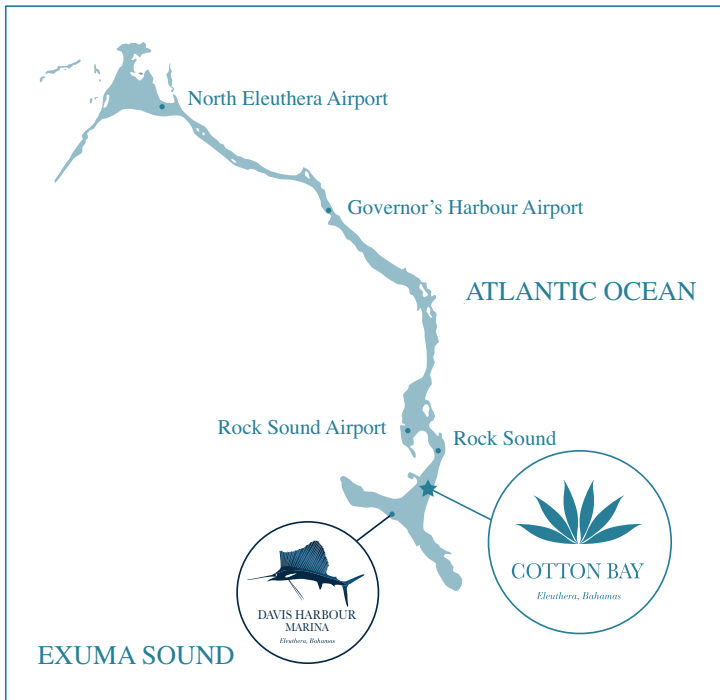 North Eleuthera Airport
Governor’s Harbour Airport
ATLANTIC OCEAN
Rock Sound Airport
Rock Sound
COTTON BAY
Eleuthera, Bahamas
DAVIS HARBOUR
MARINA
Eleuthera, Bahamas
EXUMA SOUND